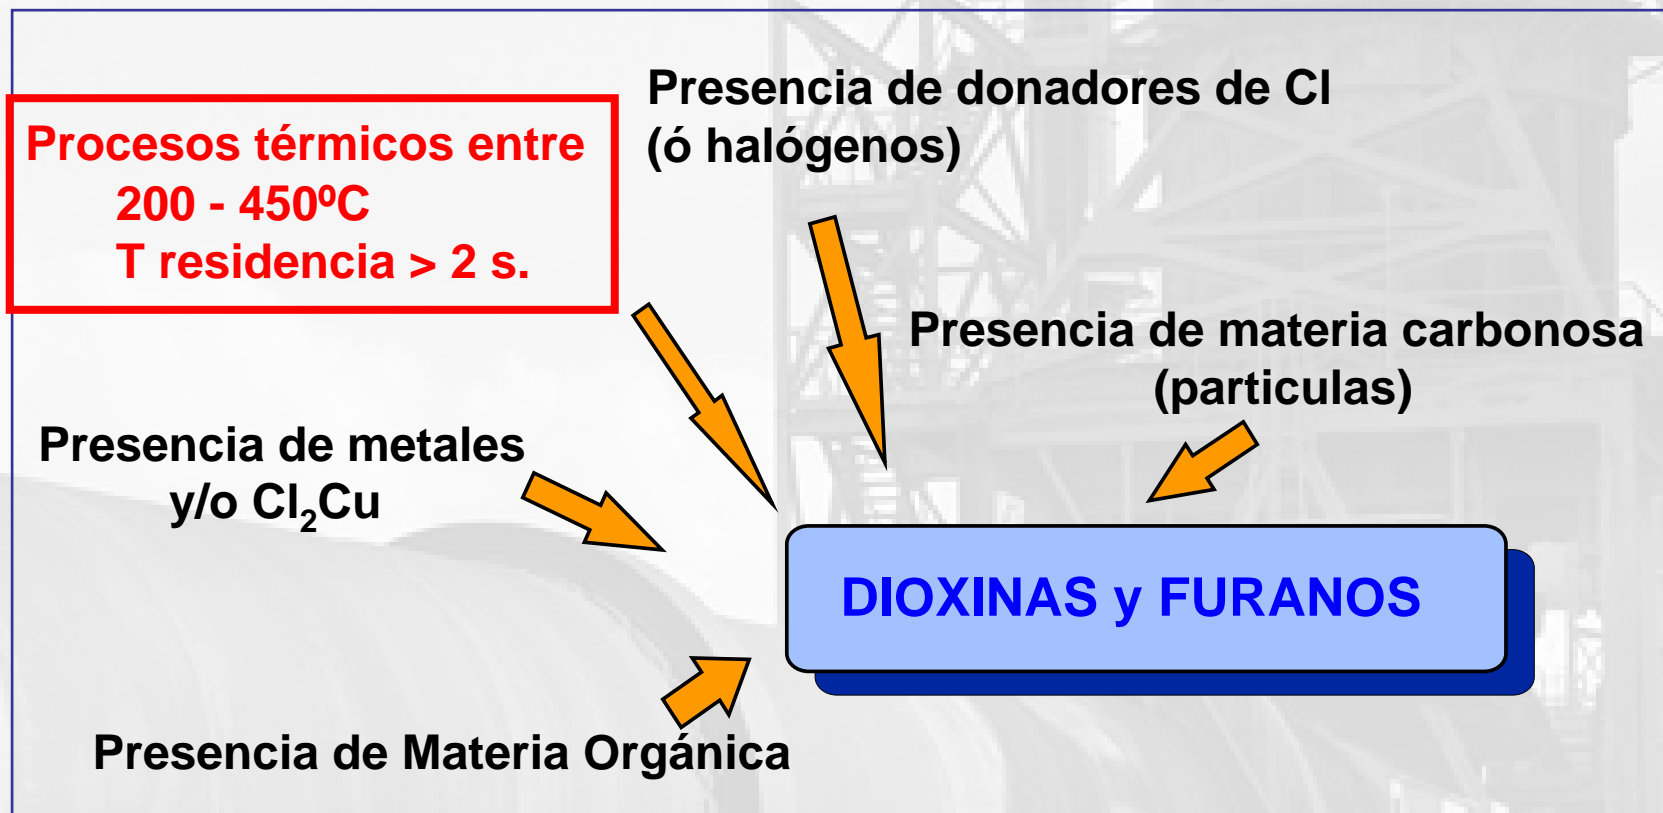 Presencia de donadores de Cl
(ó halógenos)
Procesos térmicos entre
200 - 450ºC
T residencia > 2 s.
Presencia de materia carbonosa
(particulas)
Presencia de metales
y/o Cl₂Cu
DIOXINAS y FURANOS
Presencia de Materia Orgánica